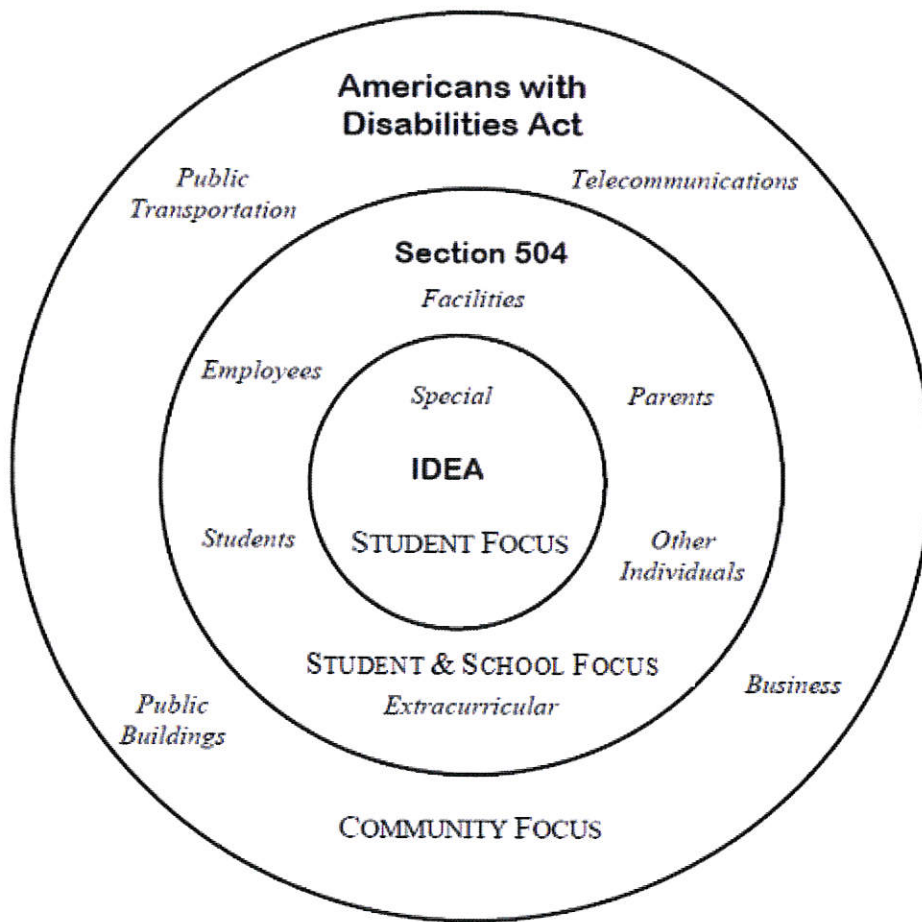 Americans with
Disabilities Act
Public
Transportation
Telecommunications
Section 504
Facilities
Employees
Special
Parents
IDEA
Students
STUDENT FOCUS
Other
Individuals
STUDENT & SCHOOL FOCUS
Extracurricular
Business
Public
Buildings
COMMUNITY FOCUS